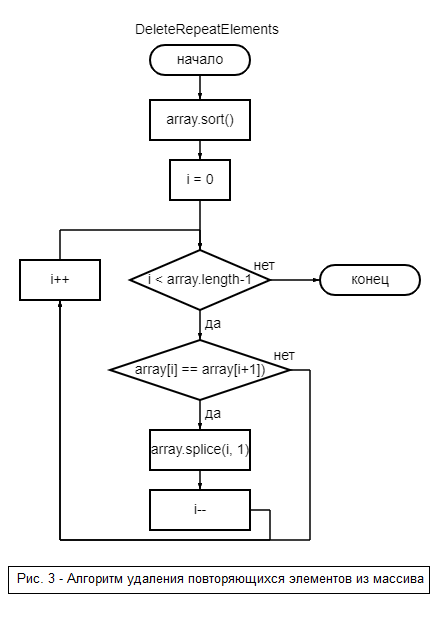 DeleteRepeatElements
начало
array.sort()
i = 0
i++
i < array.length-1
нет
конец
да
array[i] == array[i+1])
нет
да
array.splice(i, 1)
i--
Рис. 3 - Алгоритм удаления повторяющихся элементов из массива